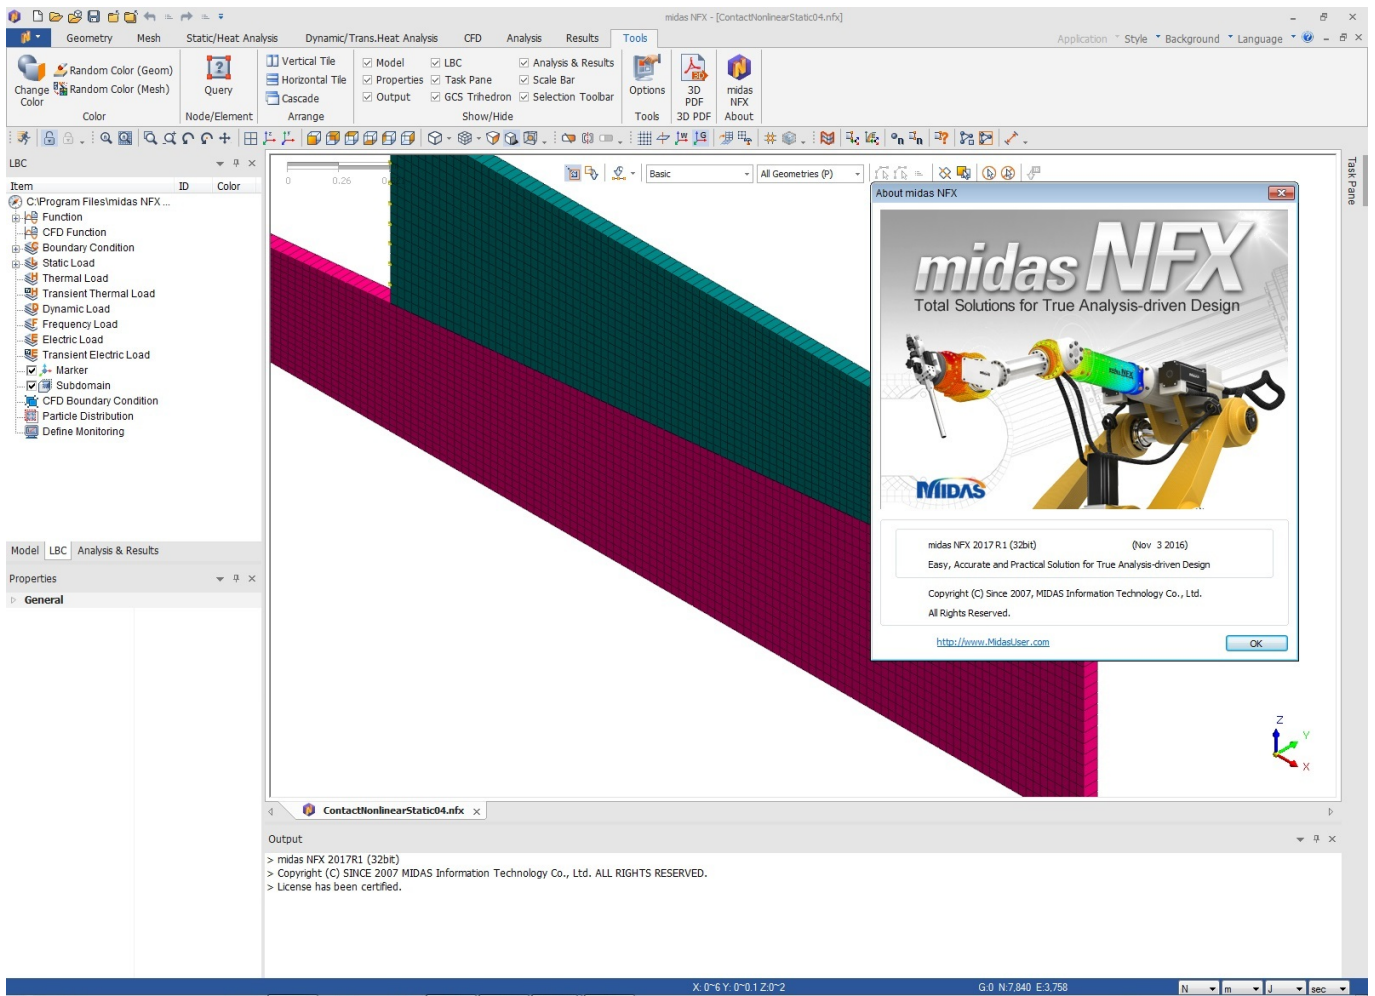 midas NFX - [ContactNonlinearStatic04.nfx]
Geometry Mesh Static/Heat Analysis Dynamic/Trans.Heat Analysis CFD Analysis Results Tools Application Style Background Language
Change Color
Random Color (Geom)
Random Color (Mesh)
Color
Query
Node/Element
Vertical Tile
Horizontal Tile
Cascade
Arrange
Model LBC Analysis & Results
Properties Task Pane Scale Bar
Output GCS Trihedron Selection Toolbar
Show/Hide
Options
Tools
3D PDF
3D PDF
midas NFX
About
LBC
Item ID Color
C:\Program Files\midas NFX ...
Function
CFD Function
Boundary Condition
Static Load
Thermal Load
Transient Thermal Load
Dynamic Load
Frequency Load
Electric Load
Transient Electric Load
Marker
Subdomain
CFD Boundary Condition
Particle Distribution
Define Monitoring
Model LBC Analysis & Results
Properties
General
0 0.26
Basic
All Geometries (P)
Task Pane
About midas NFX
midas NFX
Total Solutions for True Analysis-driven Design
midas NFX
MIDAS
midas NFX 2017 R1 (32bit) (Nov 3 2016)
Easy, Accurate and Practical Solution for True Analysis-driven Design
Copyright (C) Since 2007, MIDAS Information Technology Co., Ltd.
All Rights Reserved.
http://www.MidasUser.com
OK
Z
Y
X
ContactNonlinearStatic04.nfx
Output
> midas NFX 2017R1 (32bit)
> Copyright (C) SINCE 2007 MIDAS Information Technology Co., Ltd. ALL RIGHTS RESERVED.
> License has been certified.
X: 0~6 Y: 0~0.1 Z:0~2
G:0 N:7,840 E:3,758
N m J sec